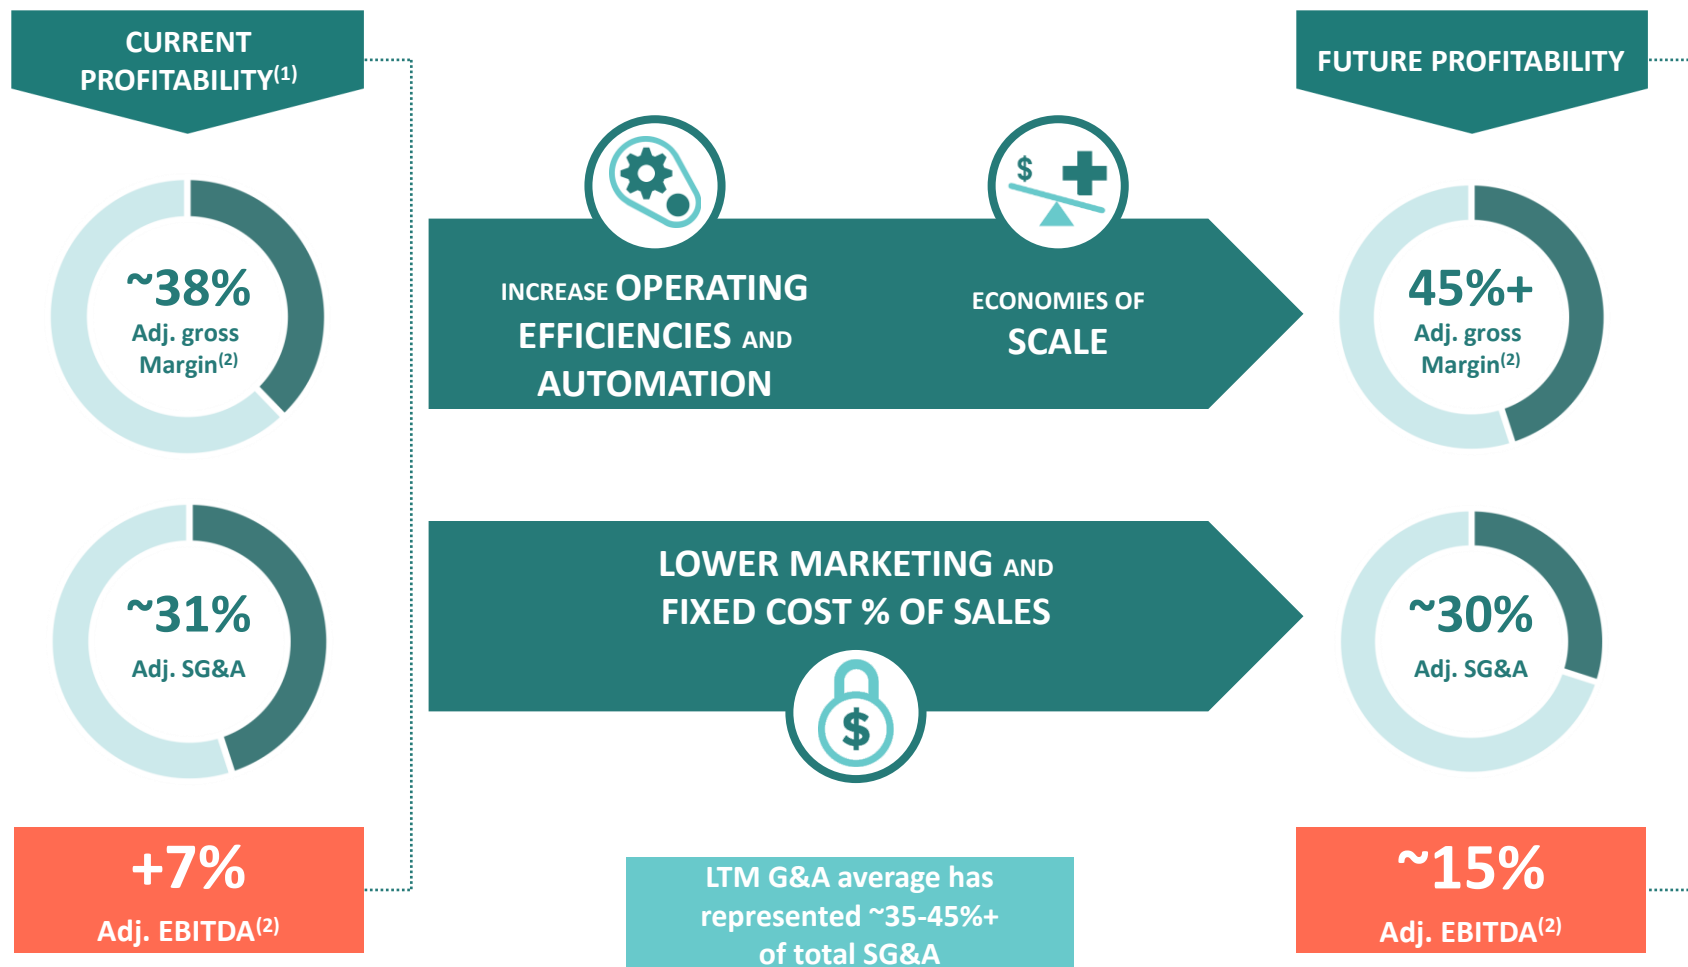 CURRENT
PROFITABILITY(1)
~38%
Adj. gross
Margin(2)
~31%
Adj. SG&A
+7%
Adj. EBITDA(2)
INCREASE OPERATING
EFFICIENCIES AND
AUTOMATION
$
ECONOMIES OF
SCALE
LOWER MARKETING AND
FIXED COST % OF SALES
$
LTM G&A average has
represented ~35-45%+
of total SG&A
FUTURE PROFITABILITY
45%+
Adj. gross
Margin(2)
~30%
Adj. SG&A
~15%
Adj. EBITDA(2)